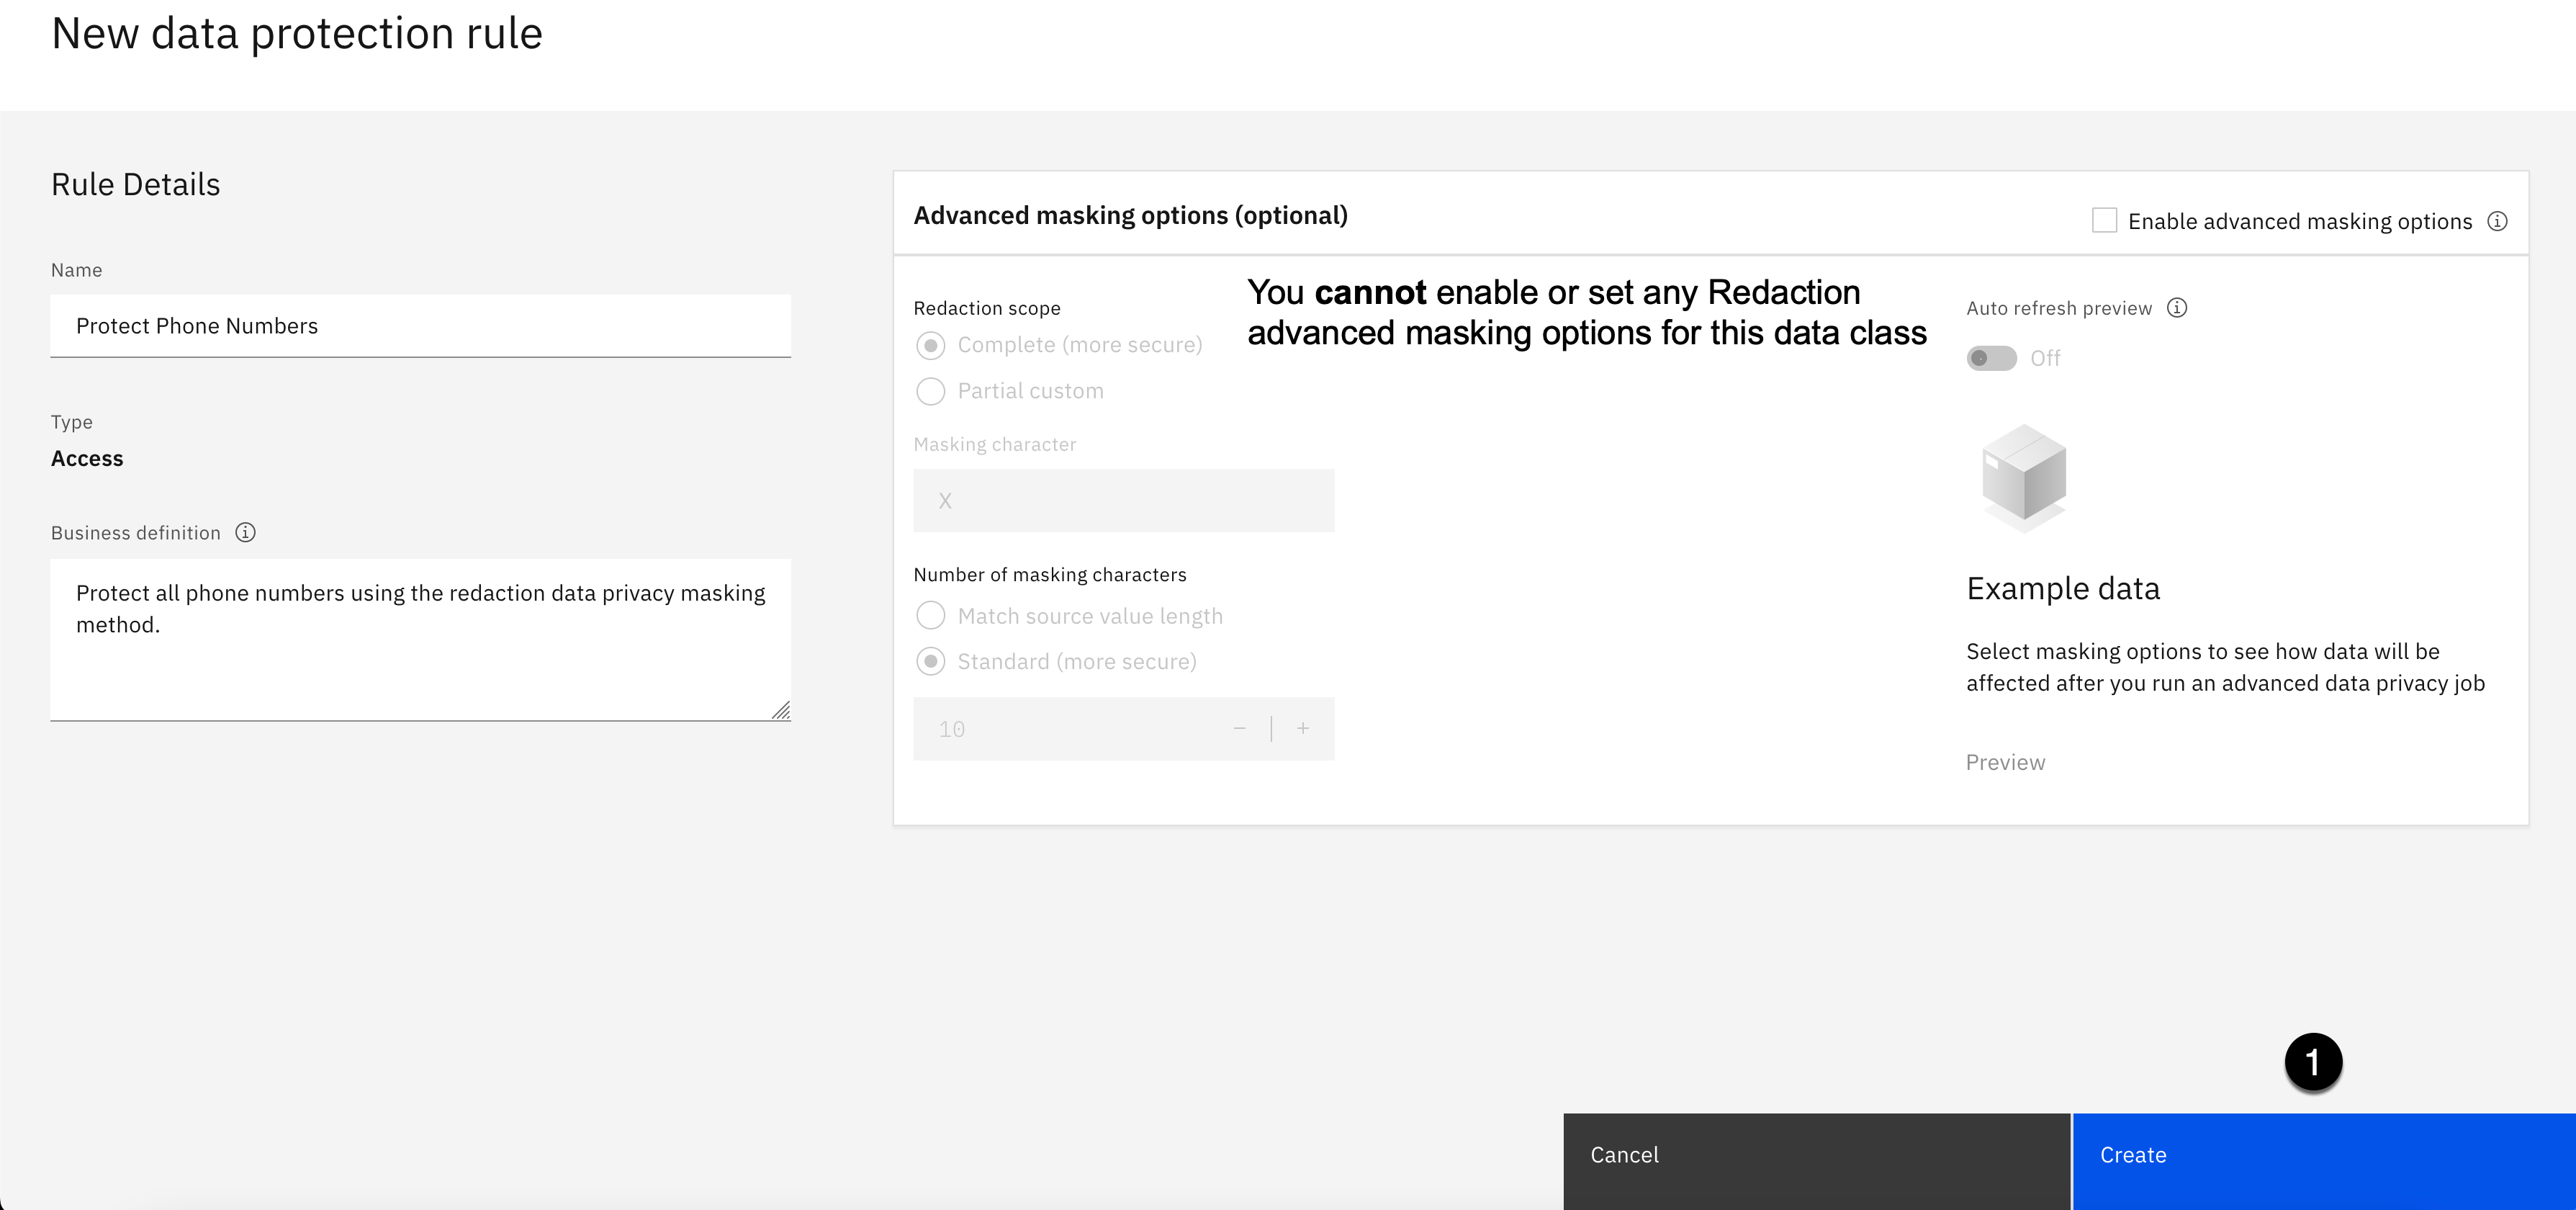 New data protection rule
Rule Details
Name
Protect Phone Numbers
Type
Access
Business definition
Protect all phone numbers using the redaction data privacy masking
method.
Advanced masking options (optional)
Enable advanced masking options
You cannot enable or set any Redaction
advanced masking options for this data class
Redaction scope
Complete (more secure)
Partial custom
Masking character
X
Number of masking characters
Match source value length
Standard (more secure)
10
Auto refresh preview
Off
Example data
Select masking options to see how data will be
affected after you run an advanced data privacy job
Preview
1
Cancel
Create